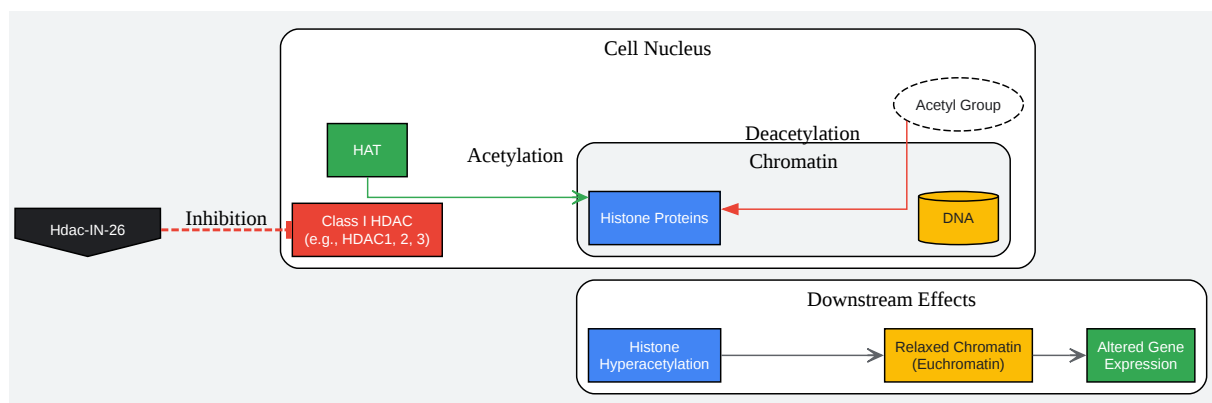 Cell Nucleus
Acetyl Group
HAT
Deacetylation
Acetylation
Chromatin
Hdac-IN-26
Inhibition
Class I HDAC
(e.g., HDAC1, 2, 3)
Histone Proteins
DNA
Downstream Effects
Histone
Hyperacetylation
Relaxed Chromatin
(Euchromatin)
Altered Gene
Expression